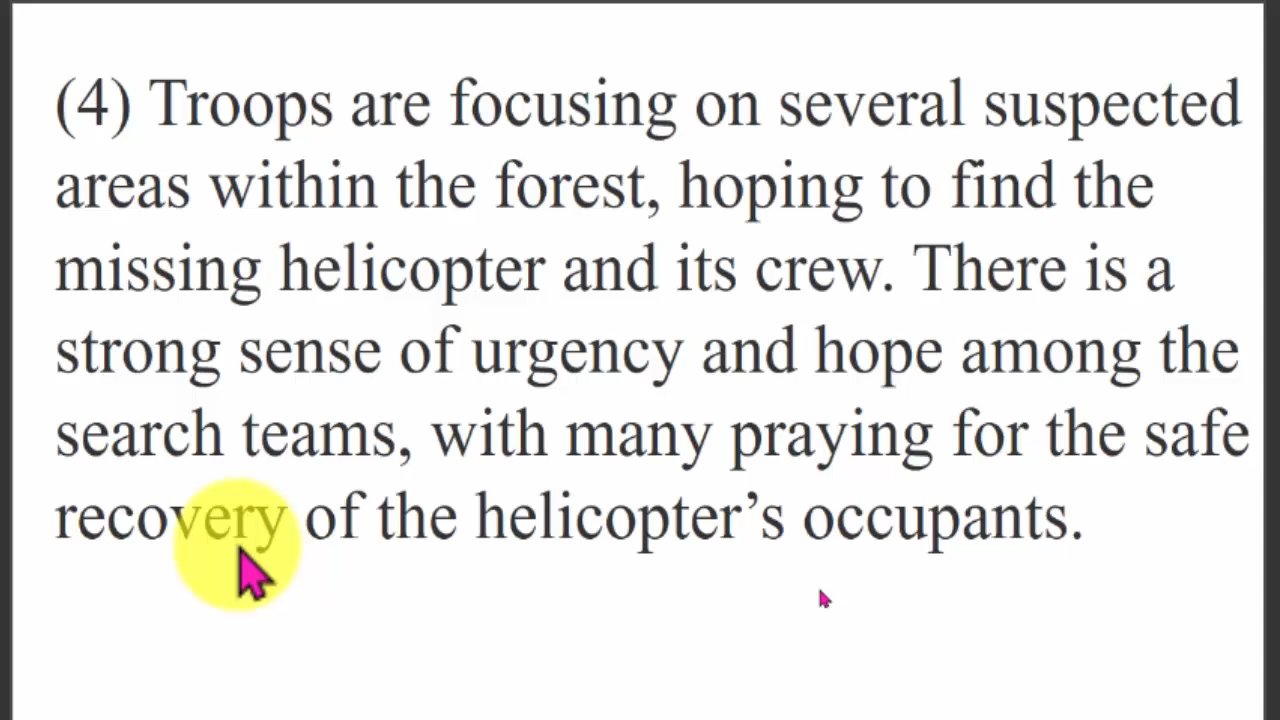 (4) Troops are focusing on several suspected
areas within the forest, hoping to find the
missing helicopter and its crew. There is a
strong sense of urgency and hope among the
search teams, with many praying for the safe
recovery of the helicopter’s occupants.